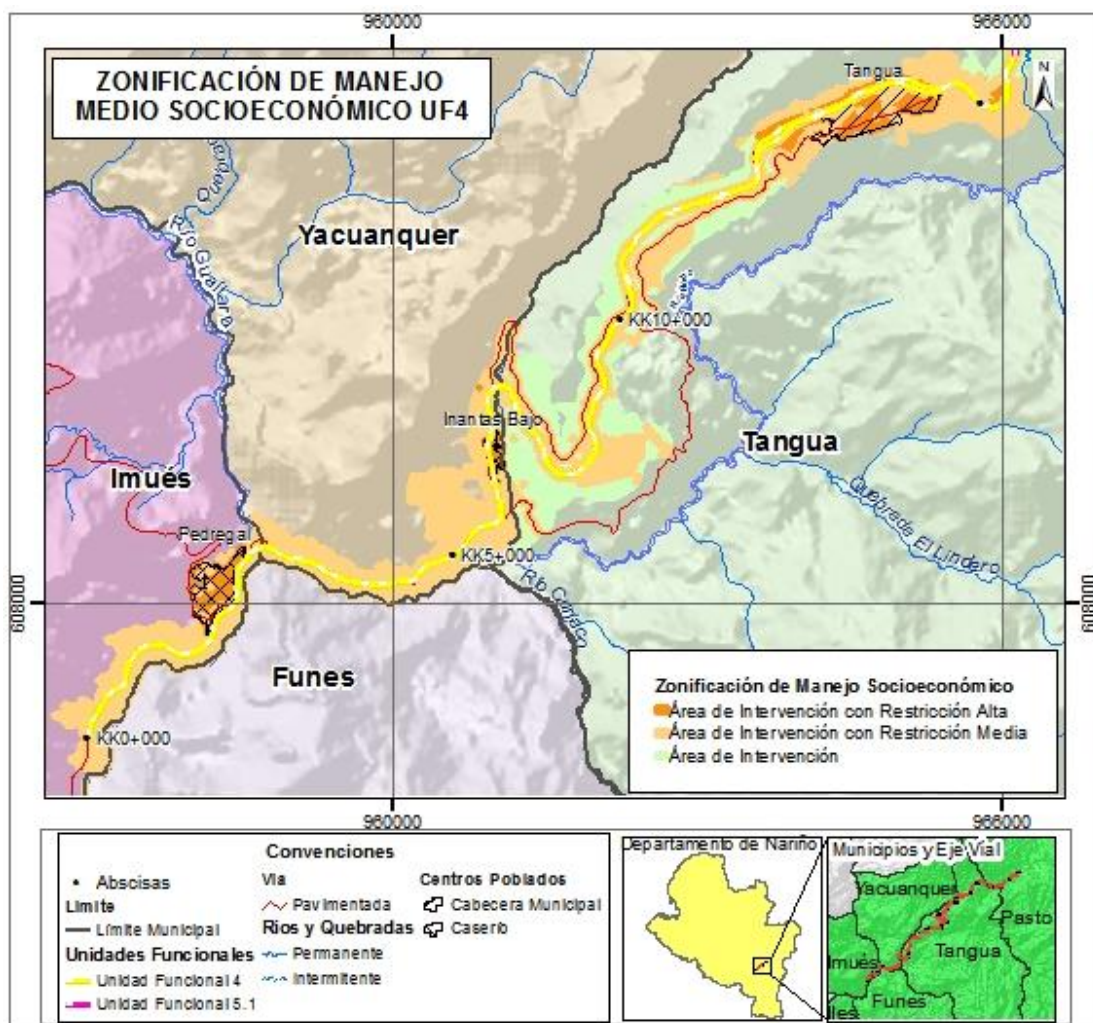 960000
966000
ZONIFICACIÓN DE MANEJO
MEDIO SOCIOECONÓMICO UF4
Tangua
N
Río Guáitara
Yacuanquer
KK10+000
Inantas Bajo
Tangua
Imués
Quebrada El Lindero
Pedregal
KK5+000
608000
608000
Funes
KK0+000
Zonificación de Manejo Socioeconómico
Área de Intervención con Restricción Alta
Área de Intervención con Restricción Media
Área de Intervención
960000
966000
Convenciones
Abscisas
Límite
Límite Municipal
Unidades Funcionales
Unidad Funcional 4
Unidad Funcional 5.1
Vía
Pavimentada
Ríos y Quebradas
Permanente
Intermitente
Centros Poblados
Cabecera Municipal
Caserío
Departamento de Nariño
Municipios y Eje Vial
Yacuanquer
Pasto
Tangua
Imués
Funes
iles